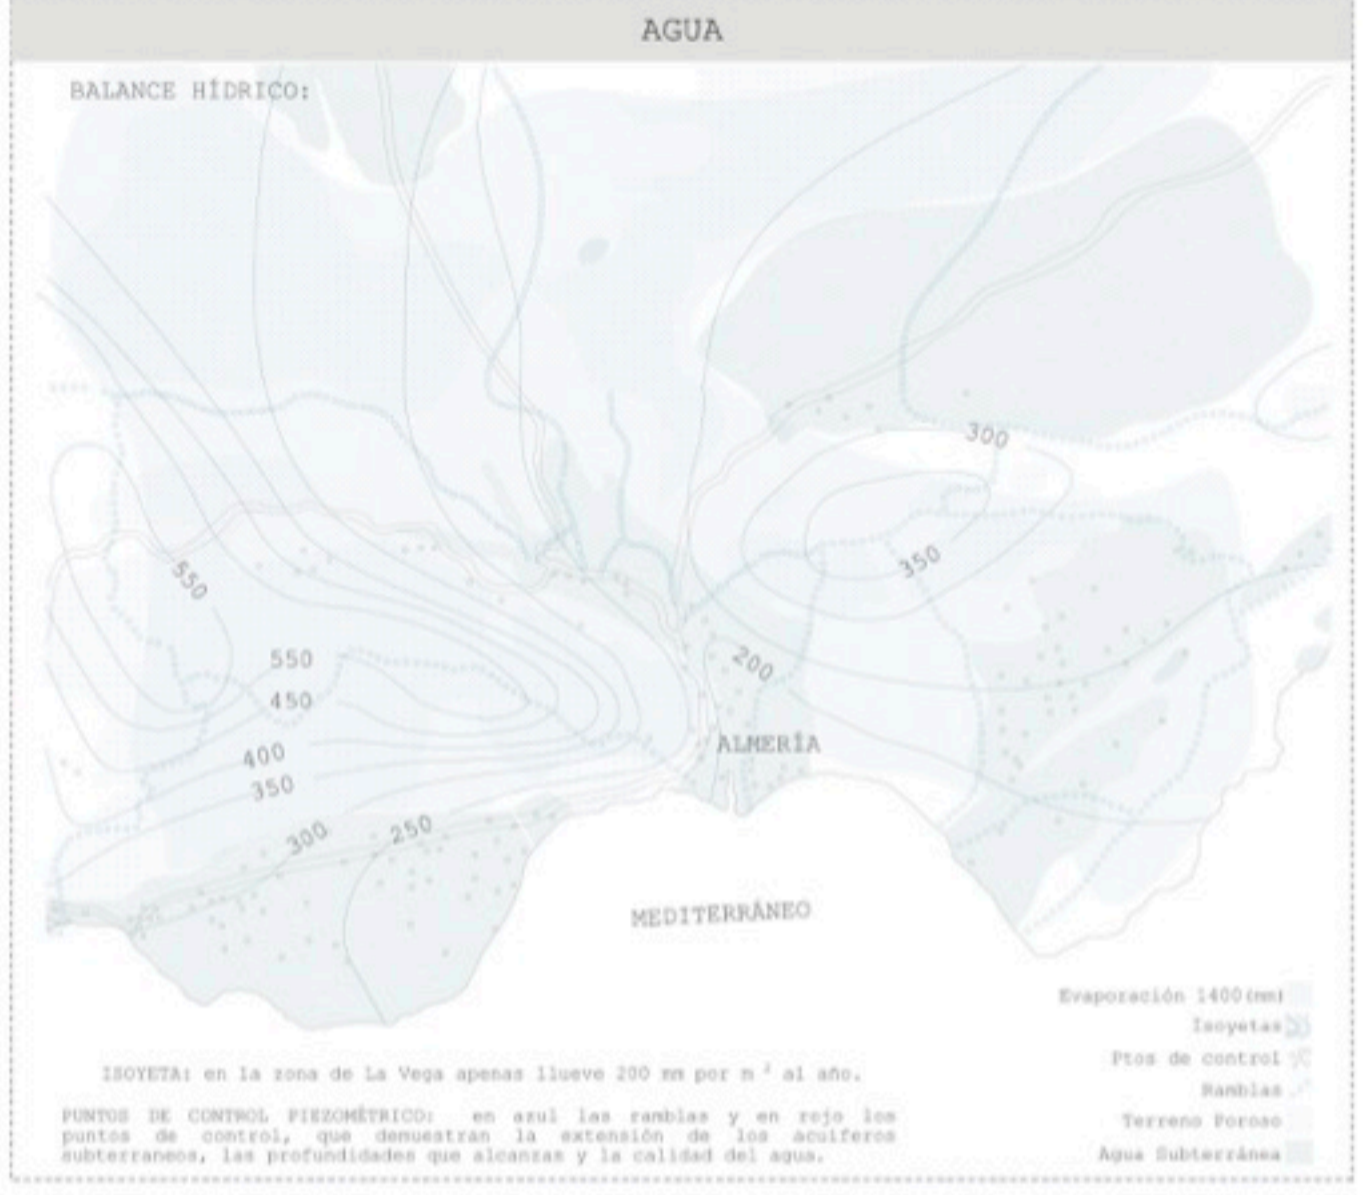 AGUA
BALANCE HÍDRICO:
300
550
350
550
200
450
ALMERÍA
400
350
300
250
MEDITERRÁNEO
Evaporación 1400(mm)
Isoyetas
Ptos de control
Ramblas
Terreno Poroso
Agua Subterránea
ISOYETA: en la zona de La Vega apenas llueve 200 mm por m² al año.
PUNTOS DE CONTROL PIEZOMÉTRICO: en azul las ramblas y en rojo los
puntos de control, que demuestran la extensión de los acuiferos
subterraneos, las profundidades que alcanzas y la calidad del agua.